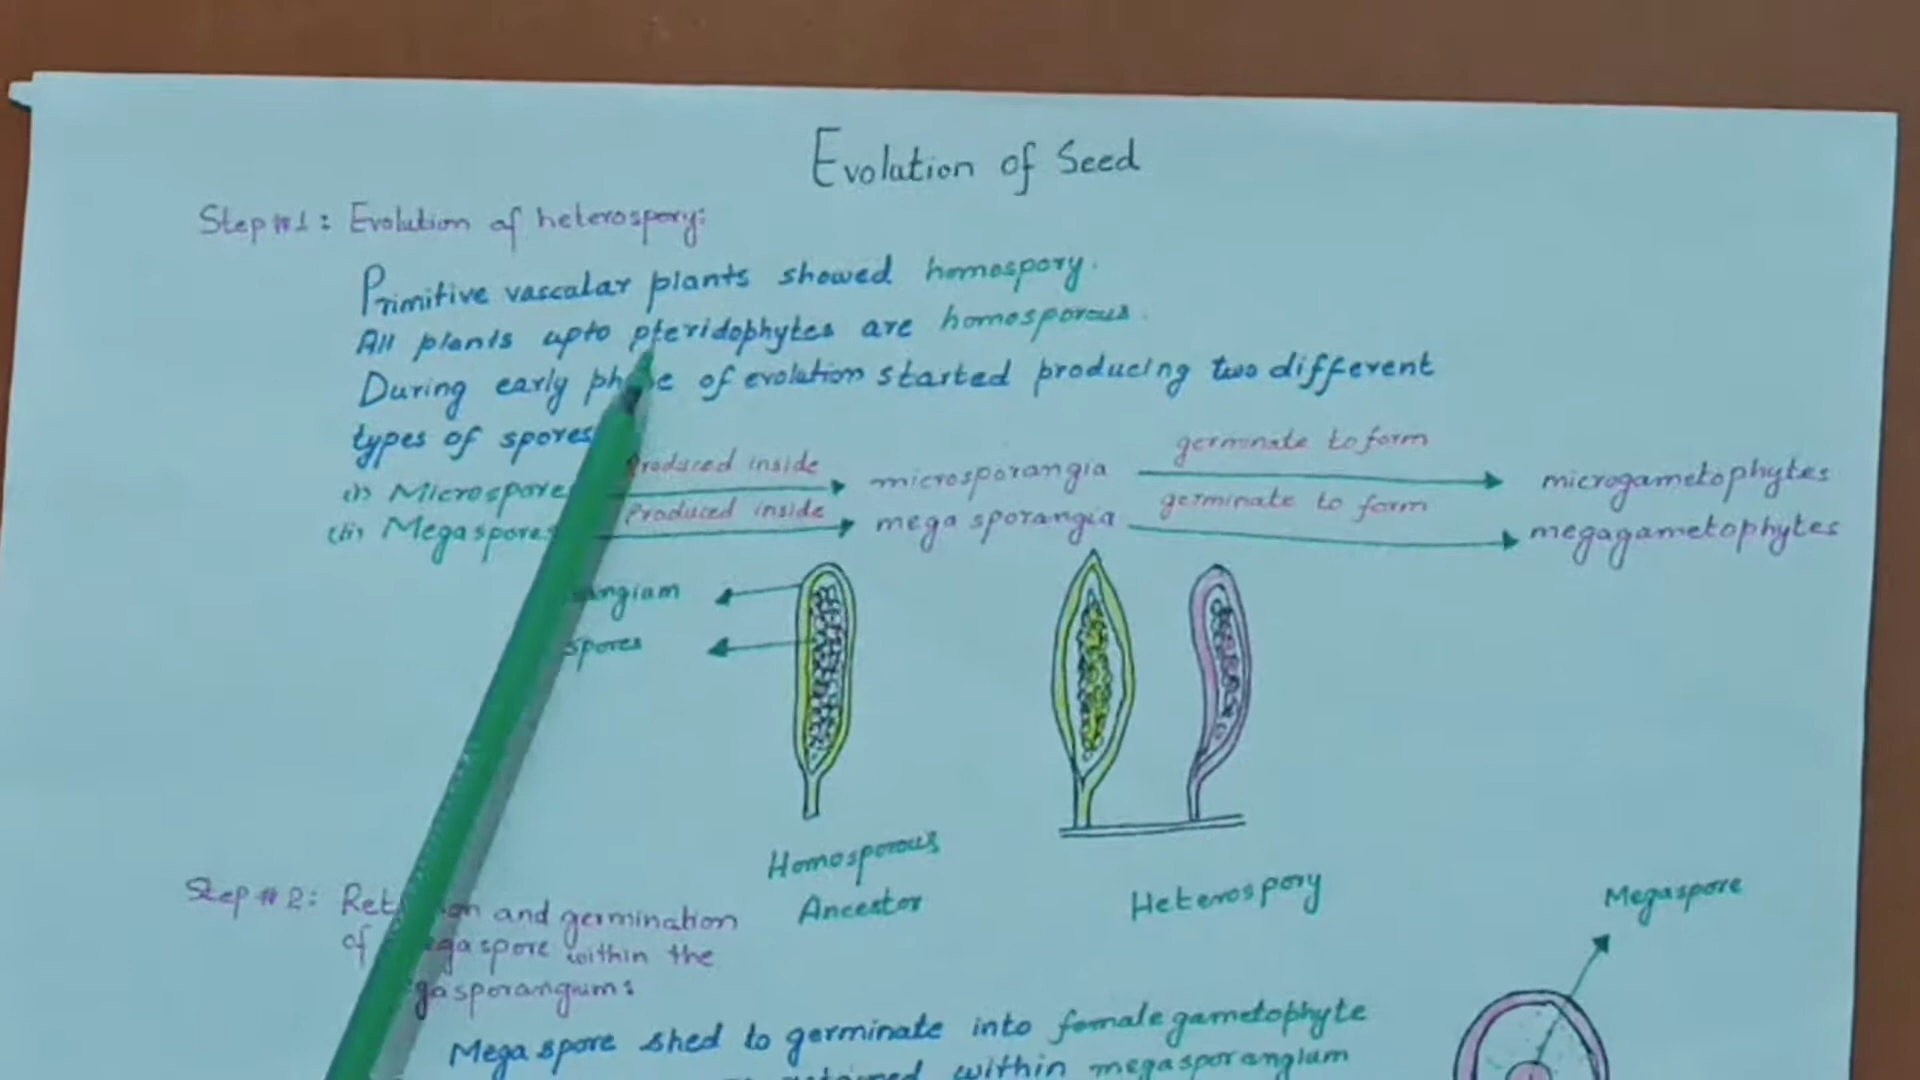 Evolution of Seed
Step #1: Evolution of heterospory:
Primitive vascular plants showed homospory.
All plants upto pteridophytes are homosporous.
During early of evolution started producing two different
types of spores
(i) Microspore Produced inside microsporangia germinate to form microgametophytes
(ii) Megaspores Produced inside mega sporangia germinate to form megagametophytes
spores
Homosporous
Ancestor
Heterospory
Megaspore
Step #2: and germination
of within the
Mega spore shed to germinate into female gametophyte
within megasporangium